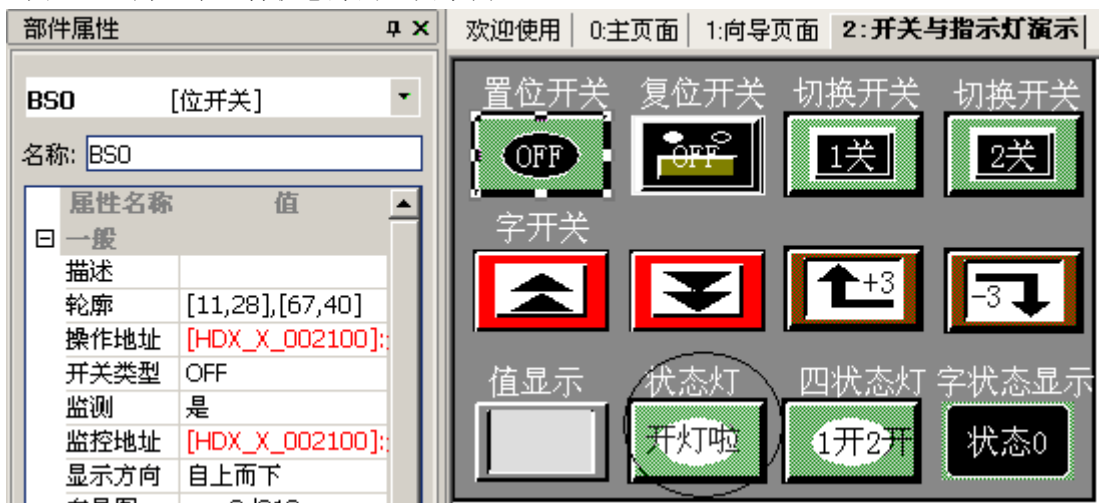 部件属性
BS0 [位开关]
名称: BS0
属性名称 值
一般
描述
轮廓 [11,28],[67,40]
操作地址 [HDX_X_002100]:
开关类型 OFF
监测 是
监控地址 [HDX_X_002100]:
显示方向 自上而下
欢迎使用 0:主页面 1:向导页面 2:开关与指示灯演示
置位开关 复位开关 切换开关 切换开关
OFF OFF 1关 2关
字开关
+3 -3
值显示 状态灯 四状态灯 字状态显示
开灯啦 1开2开 状态0